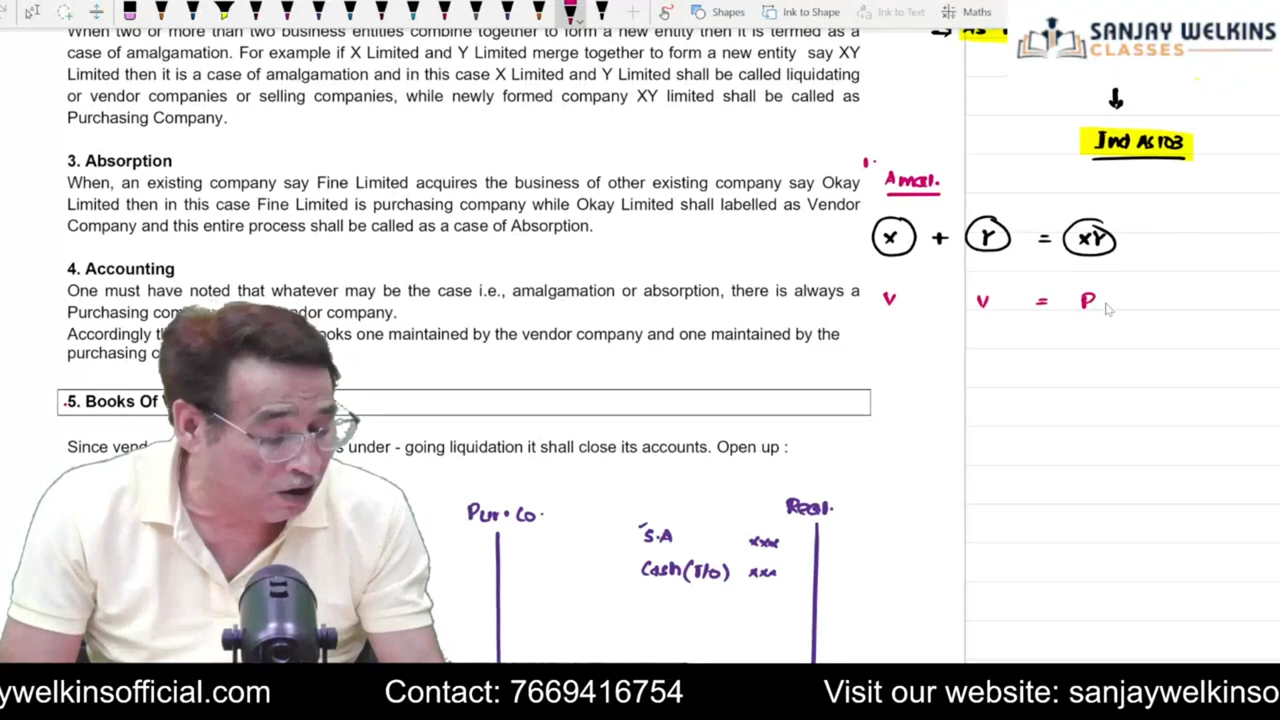 Shapes Ink to Shape Ink to Text Maths
SANJAY WELKINS
CLASSES
When two or more than two business entities combine together to form a new entity then it is termed as a
case of amalgamation. For example if X Limited and Y Limited merge together to form a new entity say XY
Limited then it is a case of amalgamation and in this case X Limited and Y Limited shall be called liquidating
or vendor companies or selling companies, while newly formed company XY limited shall be called as
Purchasing Company.
Ind AS 103
3. Absorption
When, an existing company say Fine Limited acquires the business of other existing company say Okay
Limited then in this case Fine Limited is purchasing company while Okay Limited shall labelled as Vendor
Company and this entire process shall be called as a case of Absorption.
1.
Amal.
X + Y = XY
V V = P
4. Accounting
One must have noted that whatever may be the case i.e., amalgamation or absorption, there is always a
Purchasing dor company.
Accordingly ooks one maintained by the vendor company and one maintained by the
purchasing
5. Books Of
Since under - going liquidation it shall close its accounts. Open up :
Pur. Co. Real.
S.A xxx
Cash (I/O) xxx
ywelkinsofficial.com Contact: 7669416754 Visit our website: sanjaywelkinso